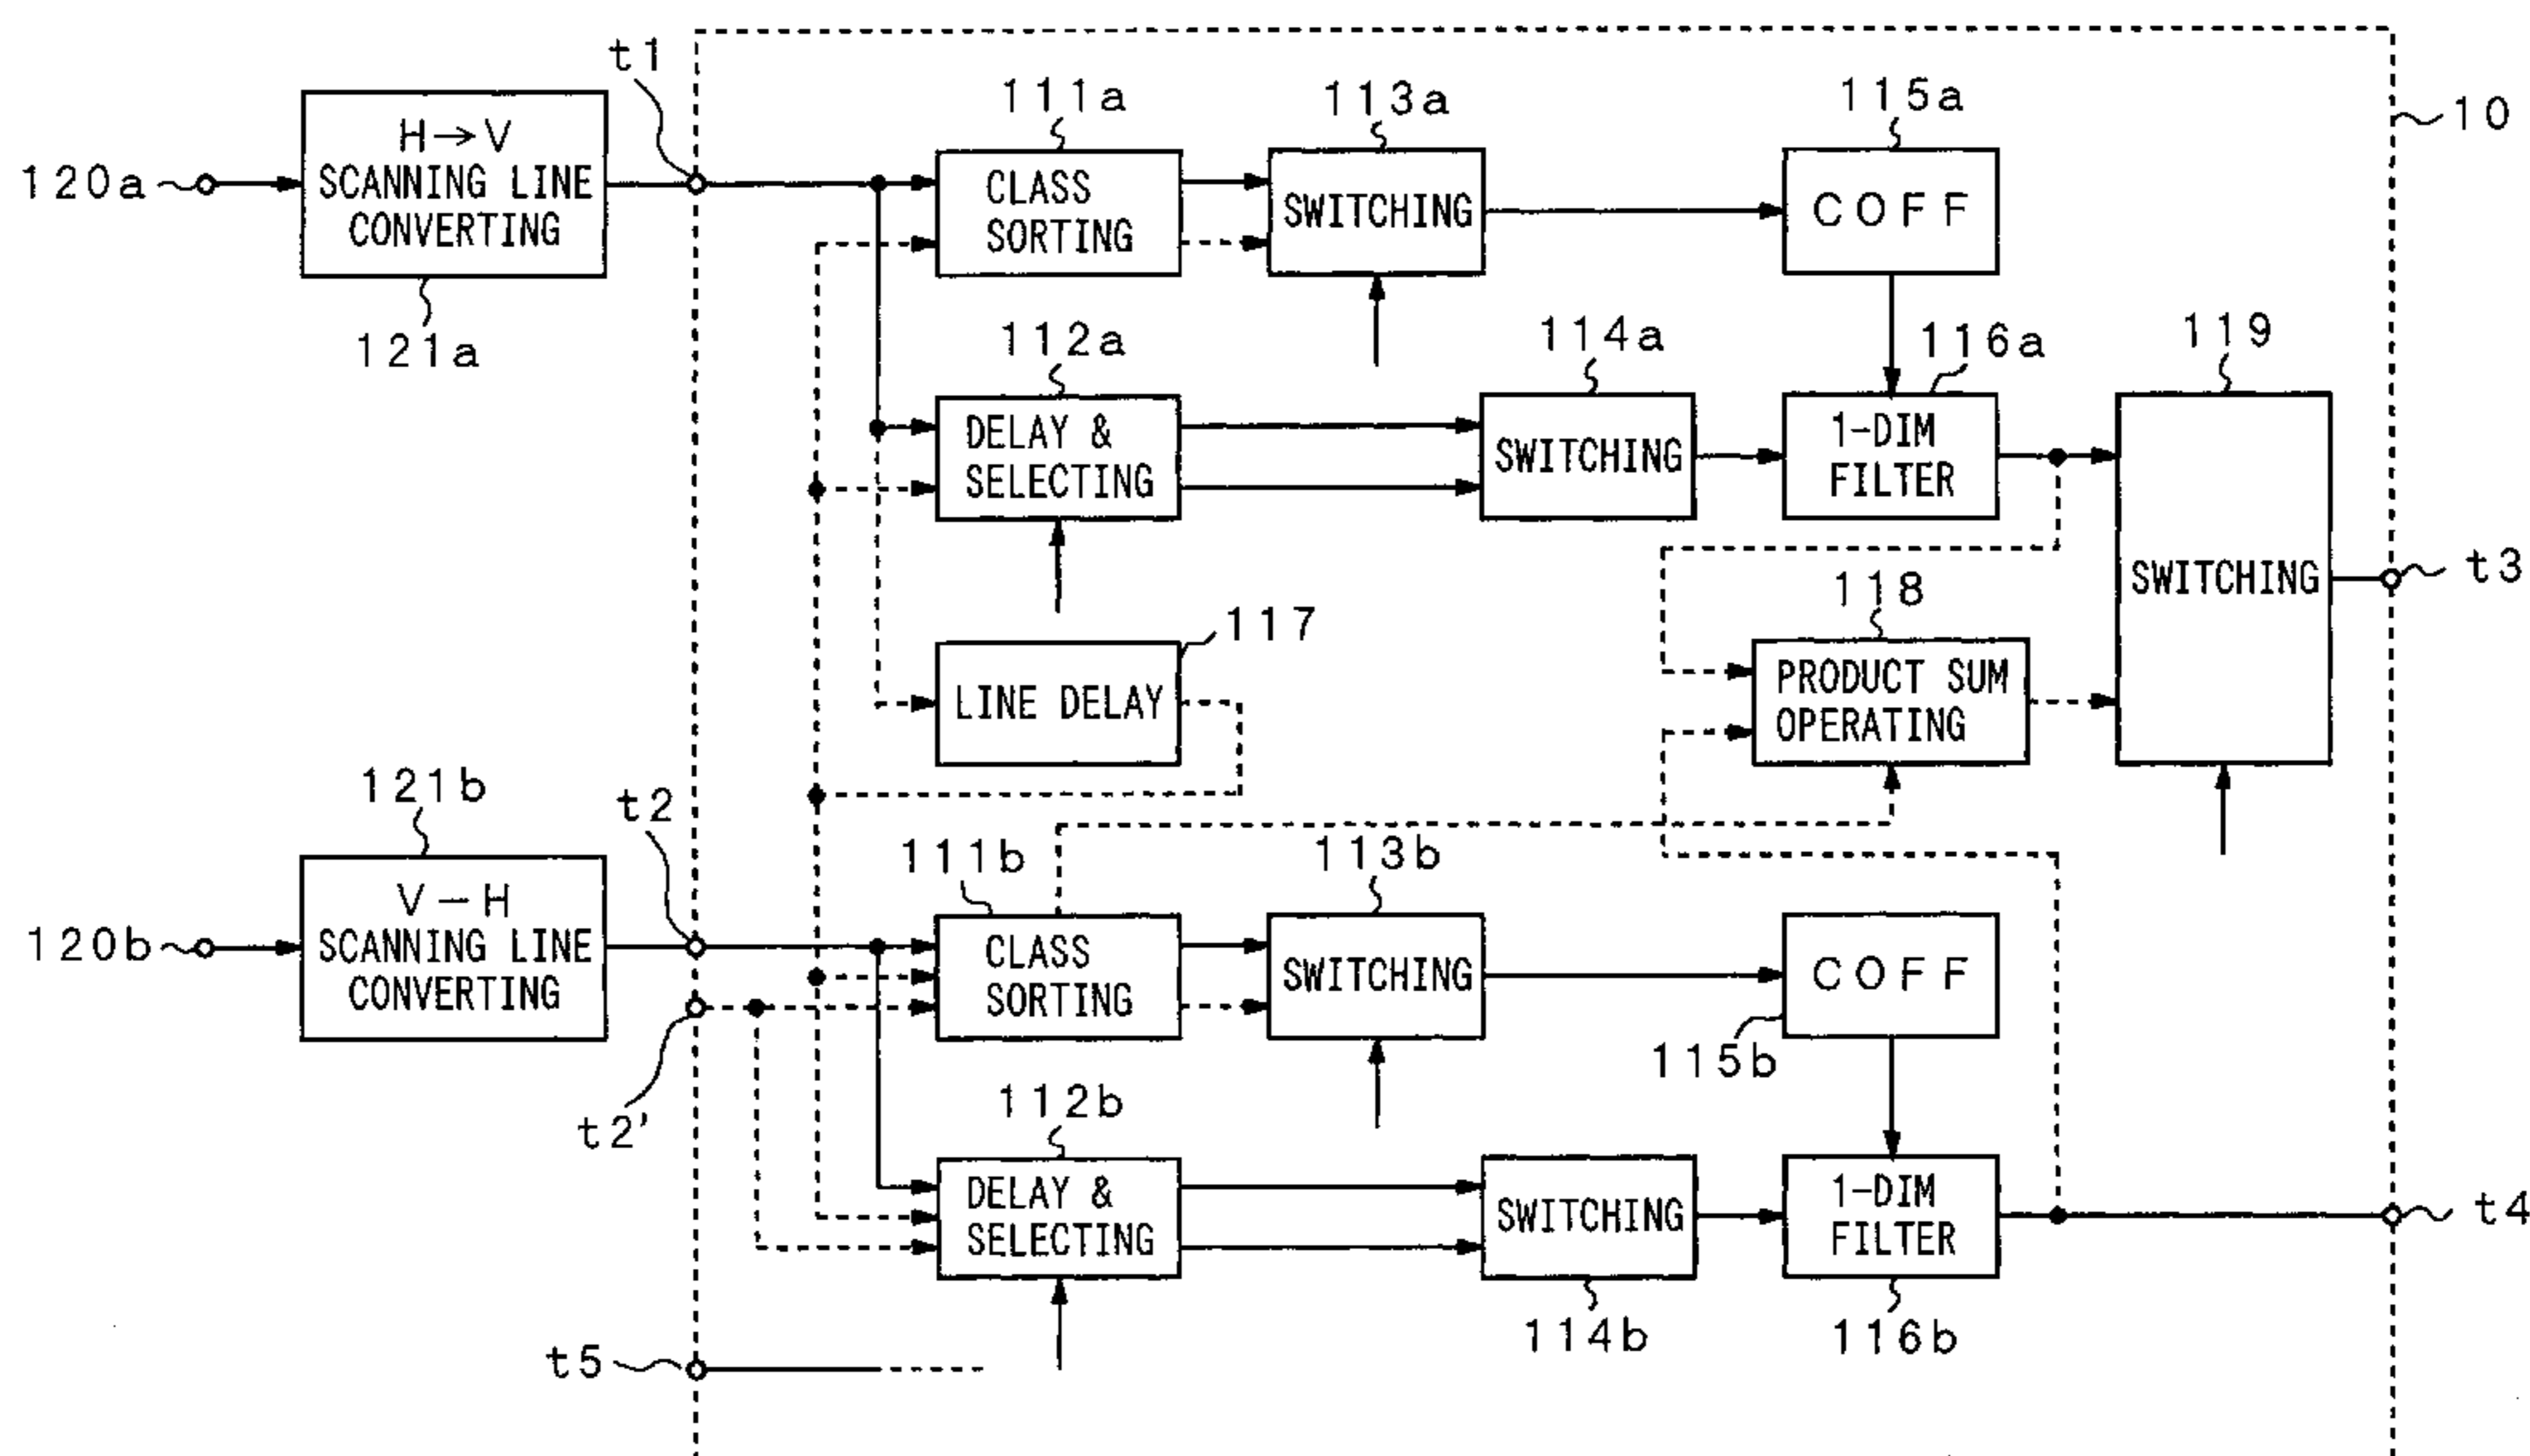 t1
10
111a
113a
115a
H→V
SCANNING LINE
CONVERTING
120a
121a
CLASS
SORTING
SWITCHING
COFF
112a
114a
116a
119
DELAY &
SELECTING
SWITCHING
1-DIM
FILTER
SWITCHING
t3
117
LINE DELAY
118
PRODUCT SUM
OPERATING
121b
t2
111b
113b
V－H
SCANNING LINE
CONVERTING
120b
CLASS
SORTING
SWITCHING
COFF
115b
t2'
112b
DELAY &
SELECTING
SWITCHING
1-DIM
FILTER
t4
114b
116b
t5